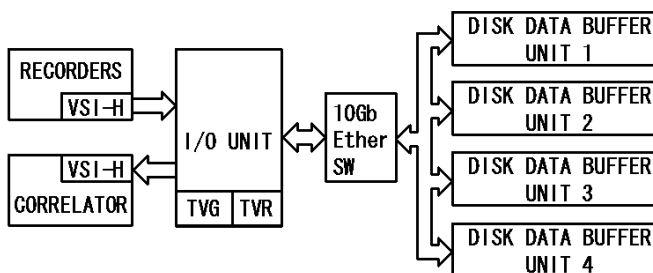 RECORDERS
VSI-H
VSI-H
CORRELATOR
I/O UNIT
TVG
TVR
10Gb
Ether
SW
DISK DATA BUFFER
UNIT 1
DISK DATA BUFFER
UNIT 2
DISK DATA BUFFER
UNIT 3
DISK DATA BUFFER
UNIT 4